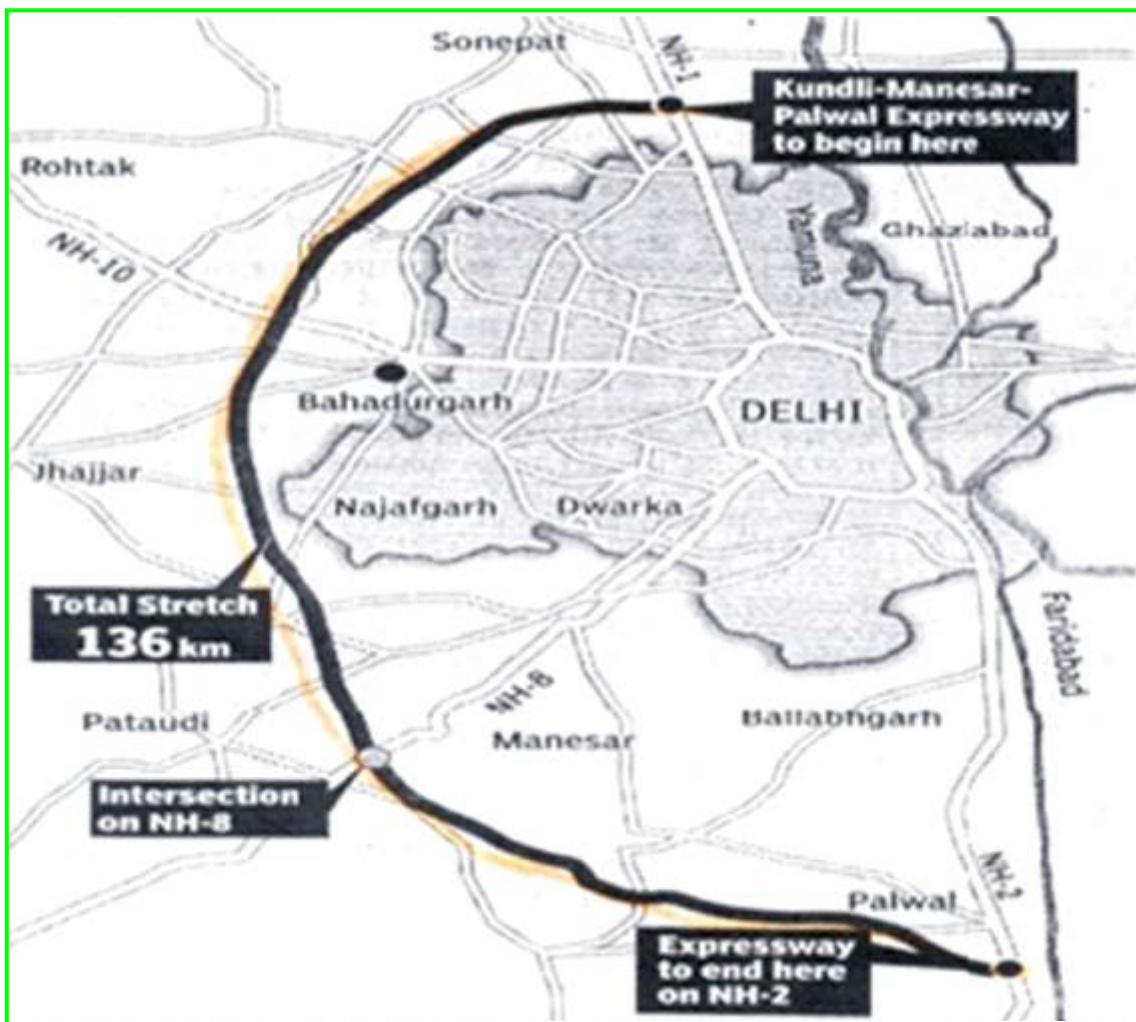 Sonepat
NH-1
Kundli-Manesar-
Palwal Expressway
to begin here
Rohtak
NH-10
Yamuna
Ghaziabad
Bahadurgarh
DELHI
Jhajjar
Najafgarh
Dwarka
Total Stretch
136 km
Faridabad
NH-8
Pataudi
Manesar
Ballabhgarh
Intersection
on NH-8
NH-2
Palwal
Expressway
to end here
on NH-2